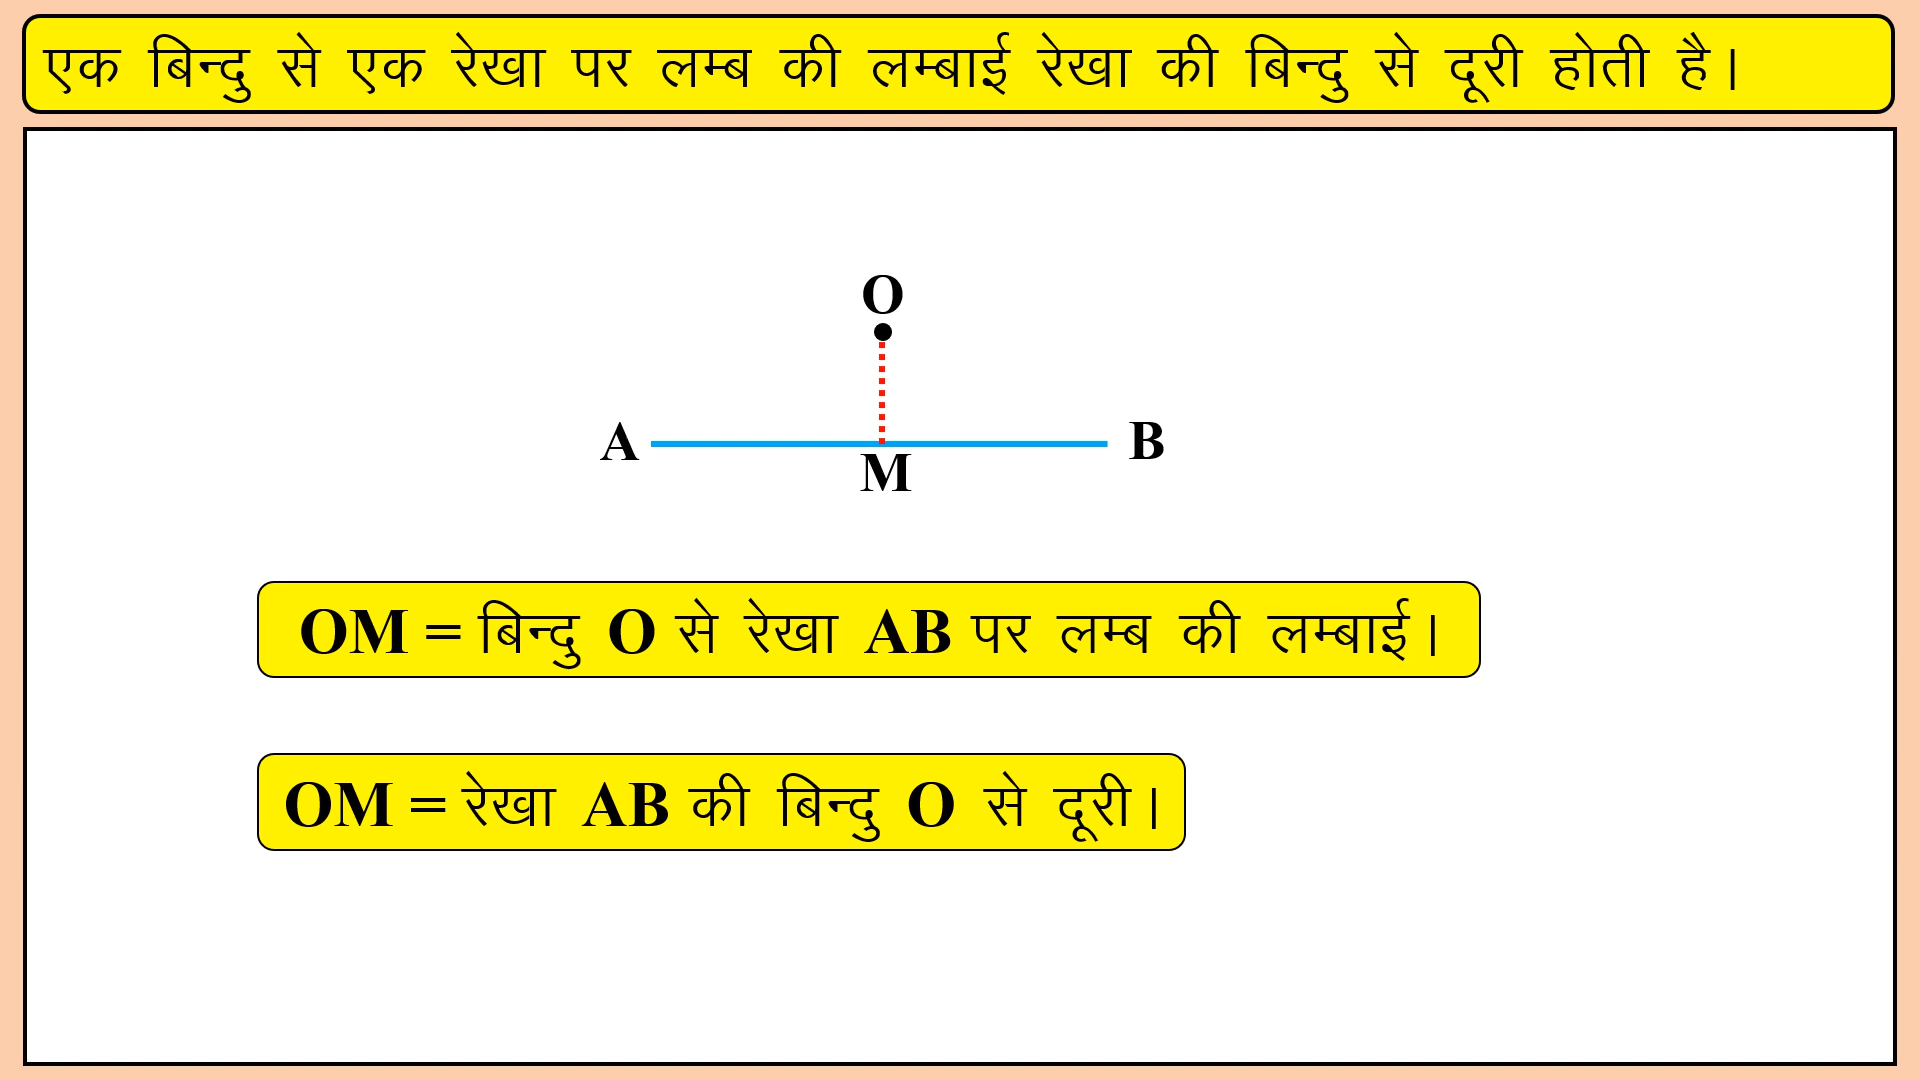 एक बिन्दु से एक रेखा पर लम्ब की लम्बाई रेखा की बिन्दु से दूरी होती है।
O
A B
M
OM = बिन्दु O से रेखा AB पर लम्ब की लम्बाई।
OM = रेखा AB की बिन्दु O से दूरी।